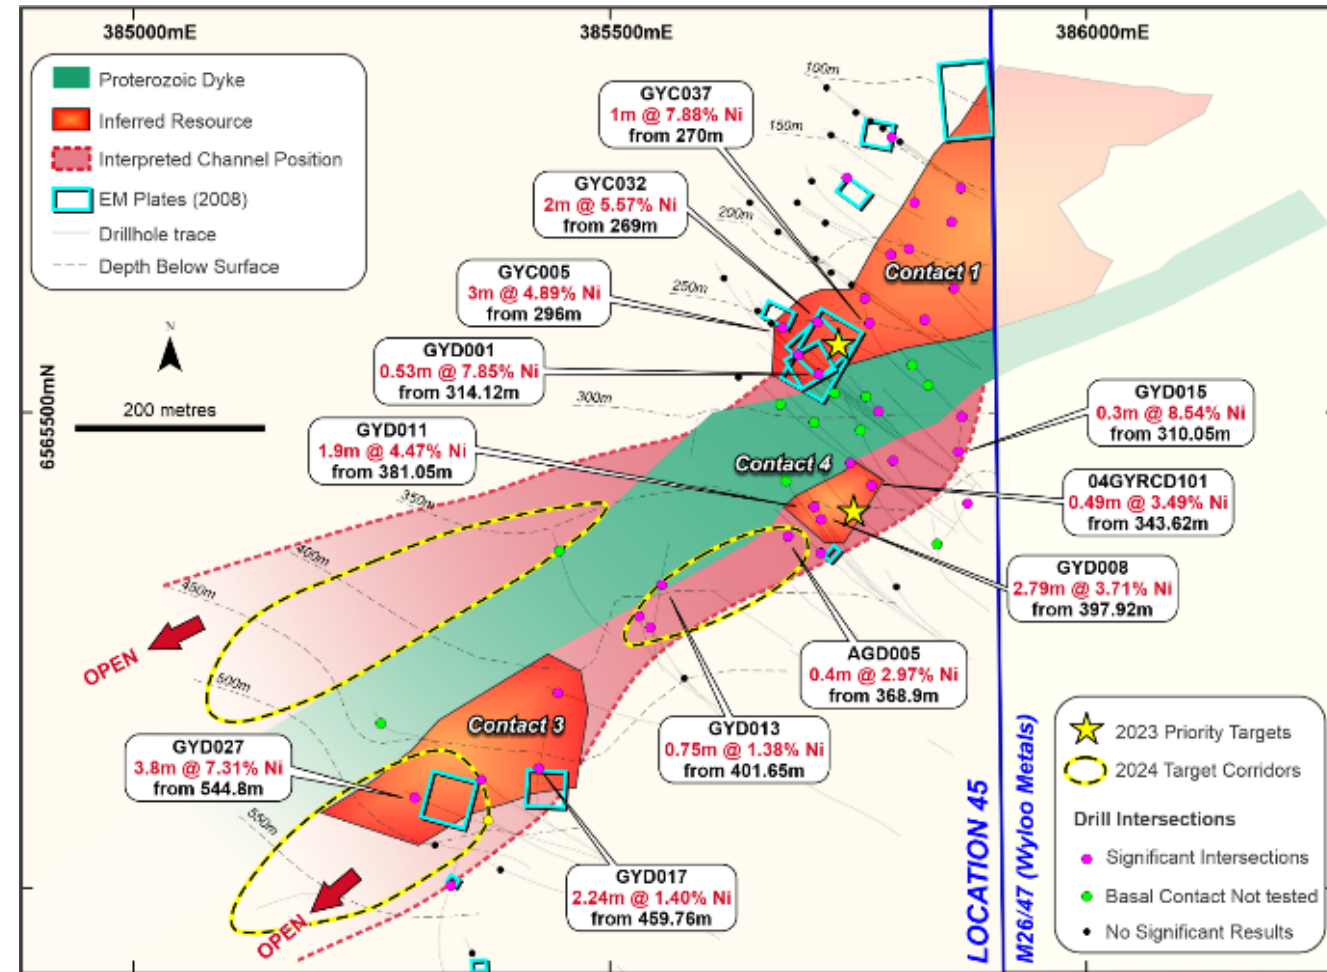 385000mE
385500mE
386000mE
Proterozoic Dyke
Inferred Resource
Interpreted Channel Position
EM Plates (2008)
Drillhole trace
Depth Below Surface
100m
150m
200m
250m
300m
350m
400m
450m
500m
550m
GYC037
1m @ 7.88% Ni
from 270m
GYC032
2m @ 5.57% Ni
from 269m
GYC005
3m @ 4.89% Ni
from 296m
GYD001
0.53m @ 7.85% Ni
from 314.12m
GYD011
1.9m @ 4.47% Ni
from 381.05m
N
200 metres
6565500mN
Contact 1
Contact 4
GYD015
0.3m @ 8.54% Ni
from 310.05m
04GYRCD101
0.49m @ 3.49% Ni
from 343.62m
GYD008
2.79m @ 3.71% Ni
from 397.92m
AGD005
0.4m @ 2.97% Ni
from 368.9m
GYD013
0.75m @ 1.38% Ni
from 401.65m
OPEN
Contact 3
GYD027
3.8m @ 7.31% Ni
from 544.8m
GYD017
2.24m @ 1.40% Ni
from 459.76m
OPEN
LOCATION 45
M26/47 (Wyloo Metals)
2023 Priority Targets
2024 Target Corridors
Drill Intersections
Significant Intersections
Basal Contact Not tested
No Significant Results